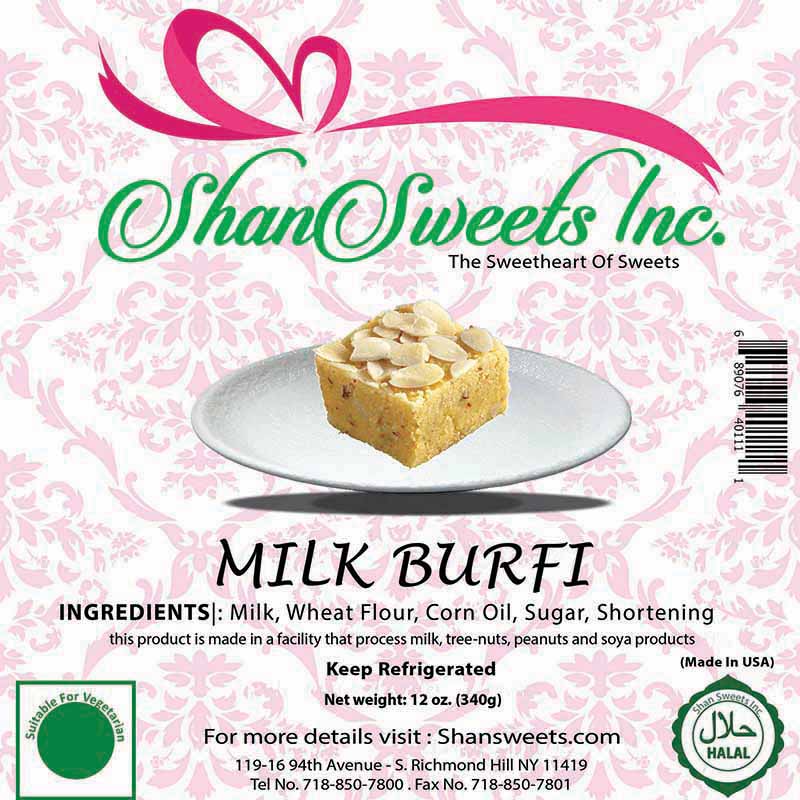 ShanSweets Inc.
The Sweetheart Of Sweets
6 89076 40111 1
MILK BURFI
INGREDIENTS|: Milk, Wheat Flour, Corn Oil, Sugar, Shortening
this product is made in a facility that process milk, tree-nuts, peanuts and soya products
Keep Refrigerated
(Made In USA)
Net weight: 12 oz. (340g)
Suitable For Vegetarian
Shan Sweets Inc.
حلال
HALAL
For more details visit : Shansweets.com
119-16 94th Avenue - S. Richmond Hill NY 11419
Tel No. 718-850-7800 . Fax No. 718-850-7801